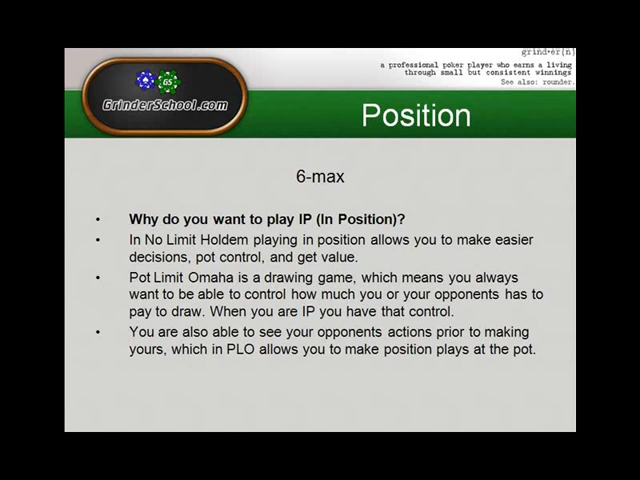 grind•er(n)
a professional poker player who earns a living
through small but consistent winnings
See also: rounder.
GS
GrinderSchool.com
Position
6-max
• Why do you want to play IP (In Position)?
• In No Limit Holdem playing in position allows you to make easier
decisions, pot control, and get value.
• Pot Limit Omaha is a drawing game, which means you always
want to be able to control how much you or your opponents has to
pay to draw. When you are IP you have that control.
• You are also able to see your opponents actions prior to making
yours, which in PLO allows you to make position plays at the pot.